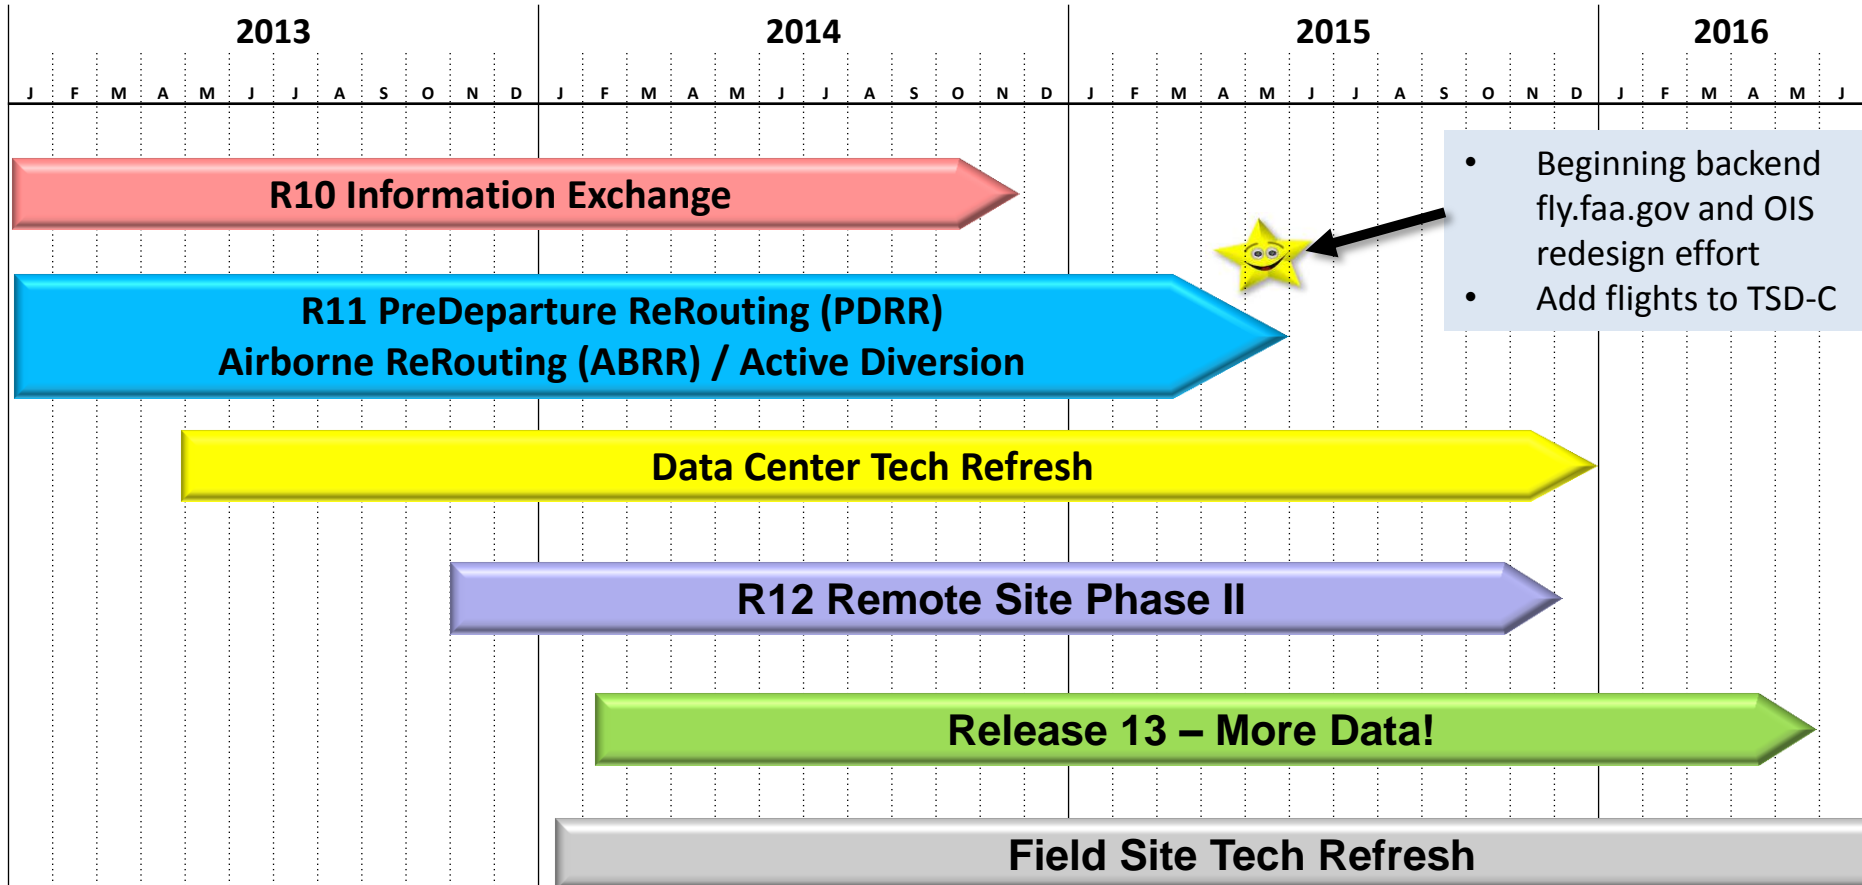 2013 2014 2015 2016
J F M A M J J A S O N D J F M A M J J A S O N D J F M A M J J A S O N D J F M A M J
R10 Information Exchange
• Beginning backend
fly.faa.gov and OIS
redesign effort
• Add flights to TSD-C
R11 PreDeparture ReRouting (PDRR)
Airborne ReRouting (ABRR) / Active Diversion
Data Center Tech Refresh
R12 Remote Site Phase II
Release 13 – More Data!
Field Site Tech Refresh